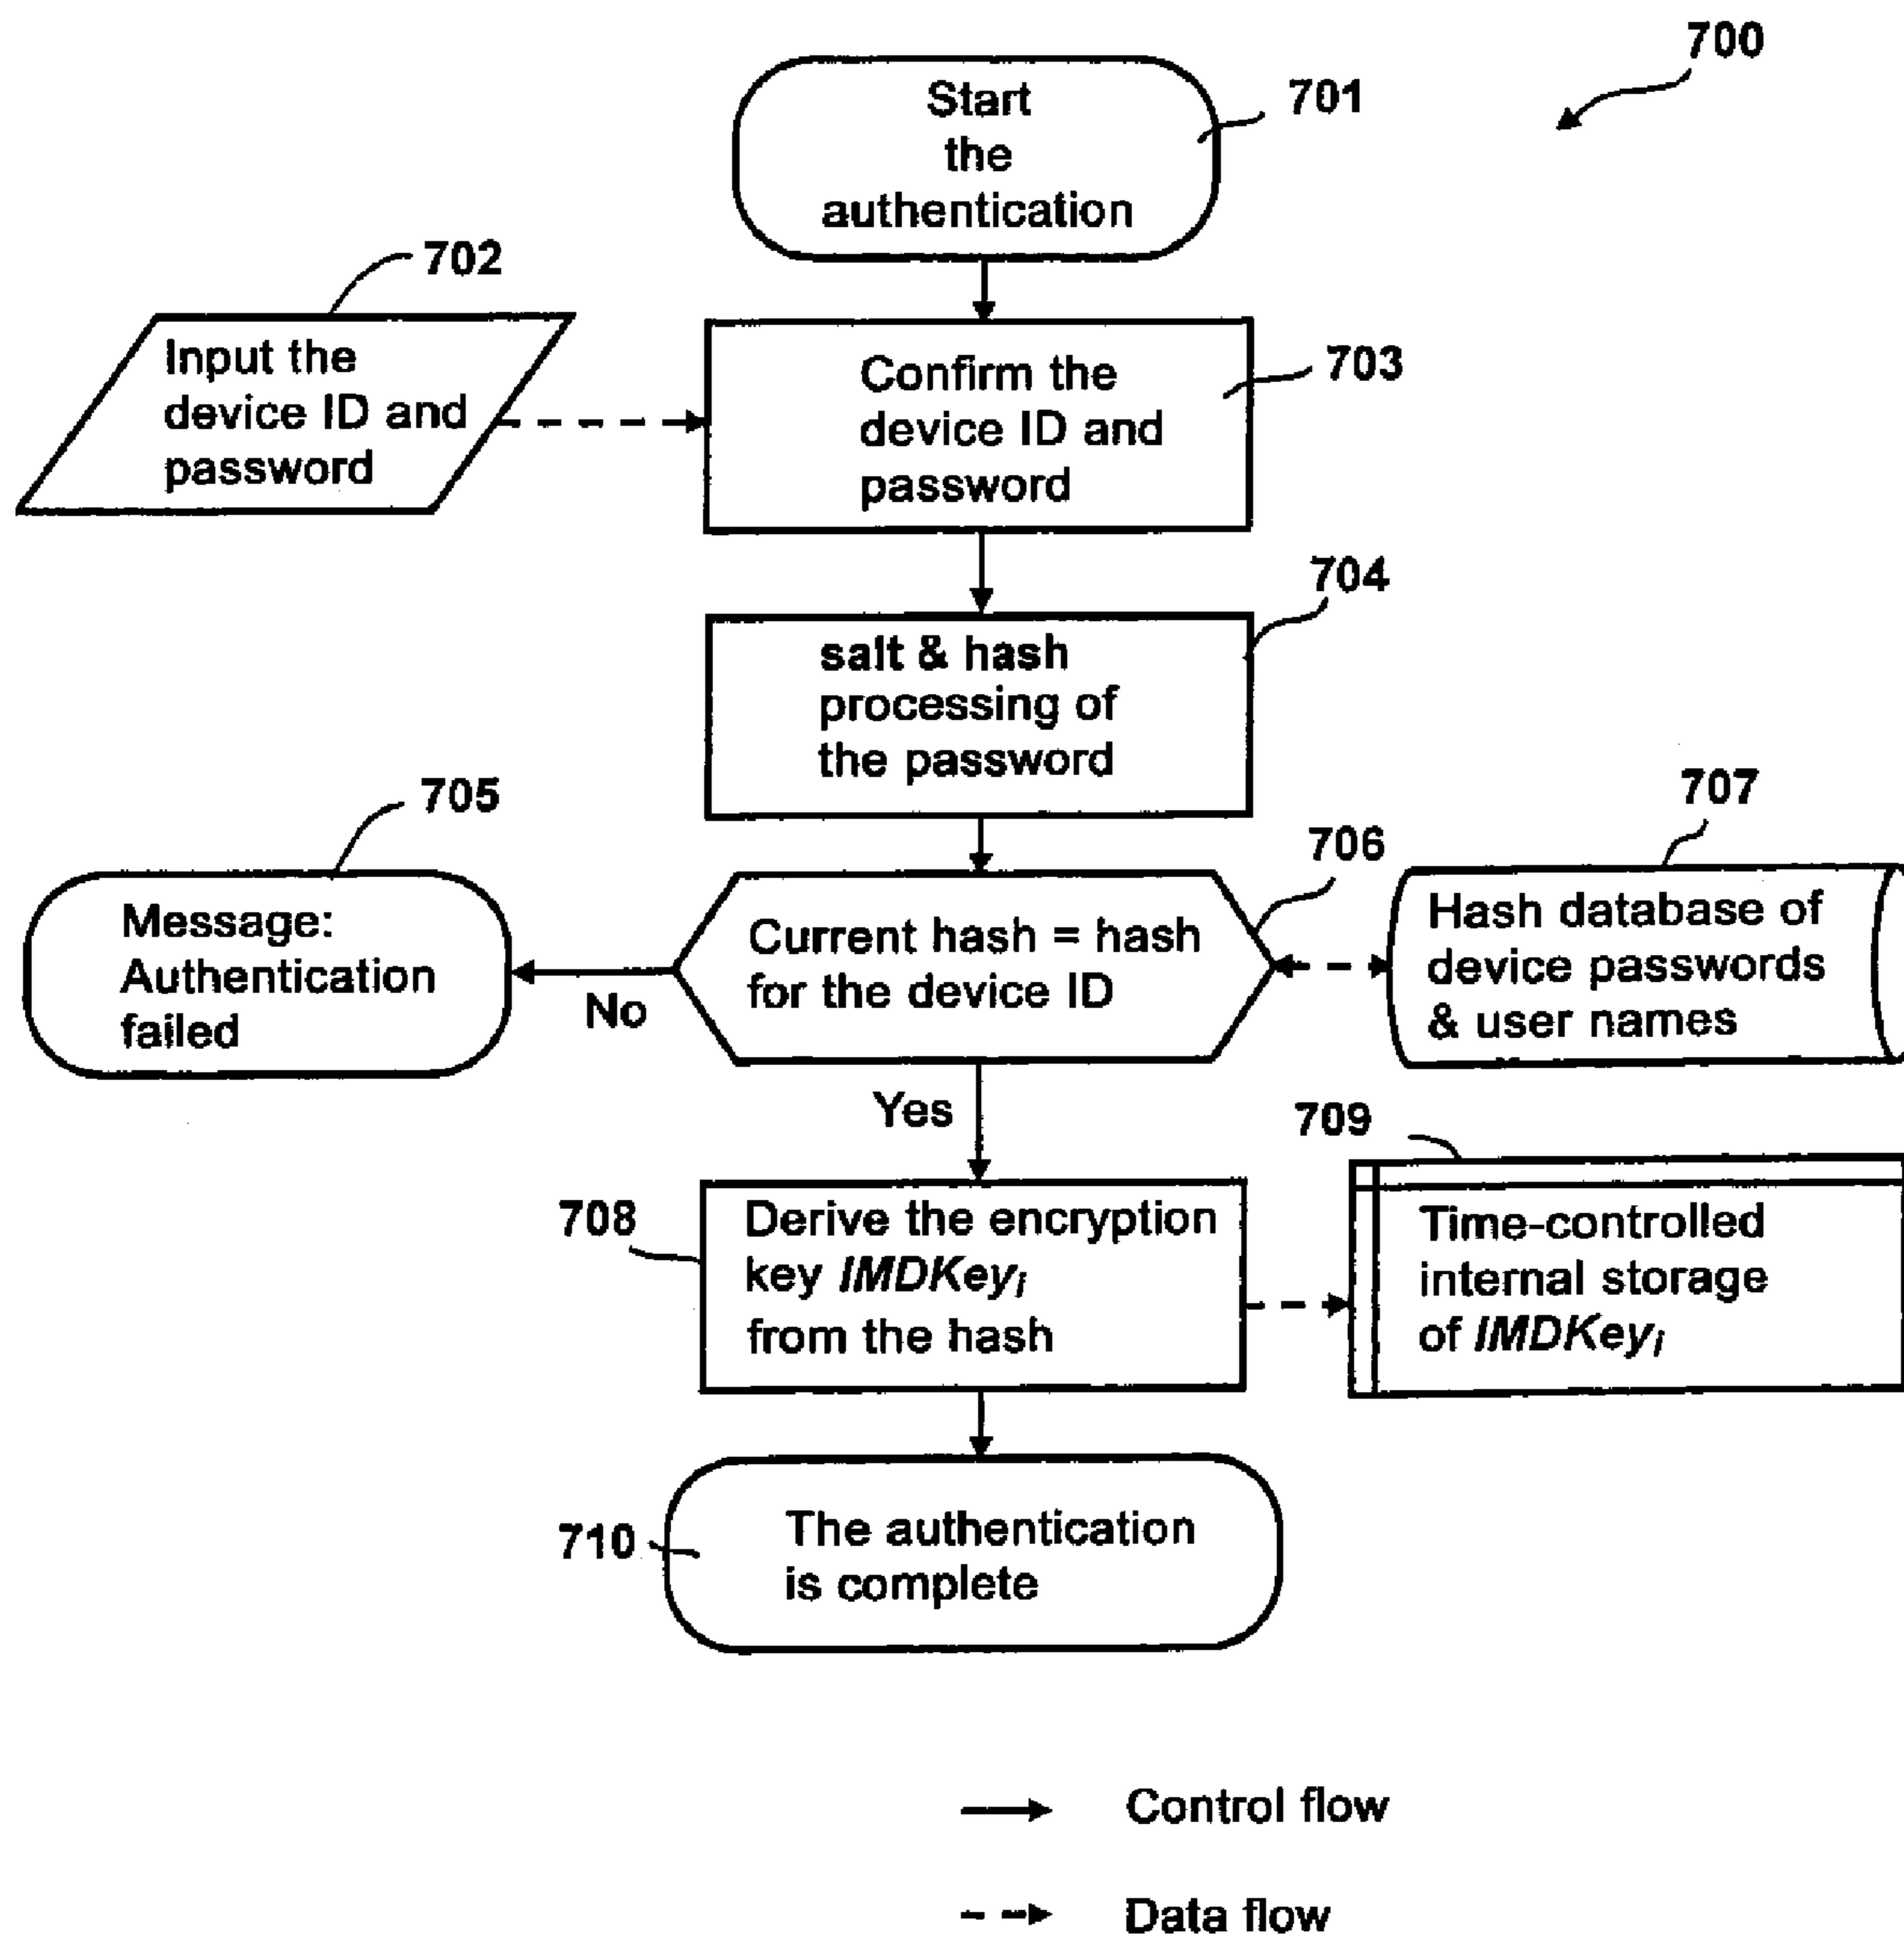 700
701
Start
the
authentication
702
Input the
device ID and
password
703
Confirm the
device ID and
password
704
salt & hash
processing of
the password
705
Message:
Authentication
failed
706
Current hash = hash
for the device ID
No
Yes
707
Hash database of
device passwords
& user names
708
Derive the encryption
key IMDKeyi
from the hash
709
Time-controlled
internal storage
of IMDKeyi
710
The authentication
is complete
Control flow
Data flow